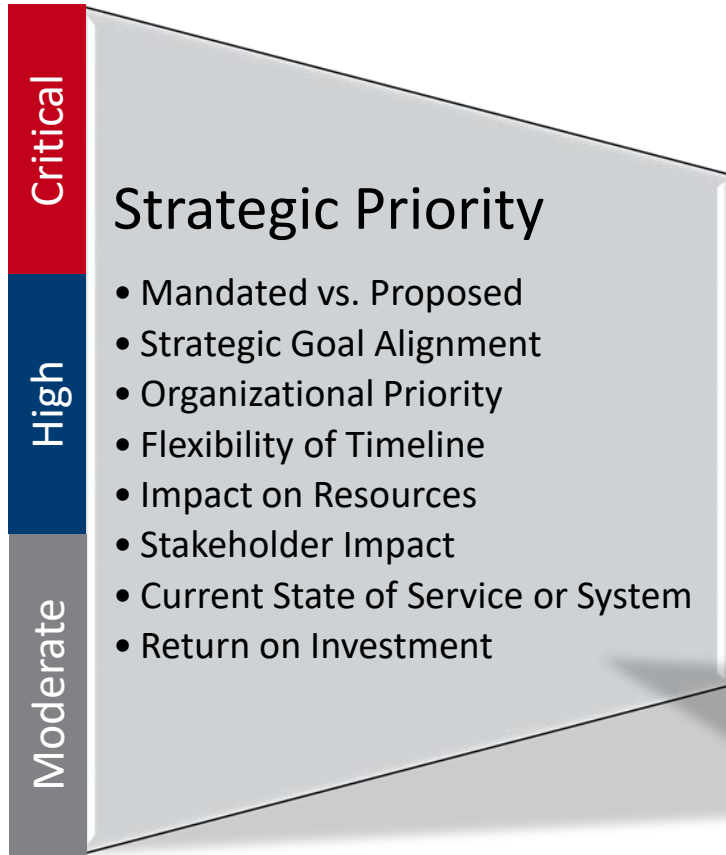 Critical
High
Moderate
Strategic Priority
• Mandated vs. Proposed
• Strategic Goal Alignment
• Organizational Priority
• Flexibility of Timeline
• Impact on Resources
• Stakeholder Impact
• Current State of Service or System
• Return on Investment